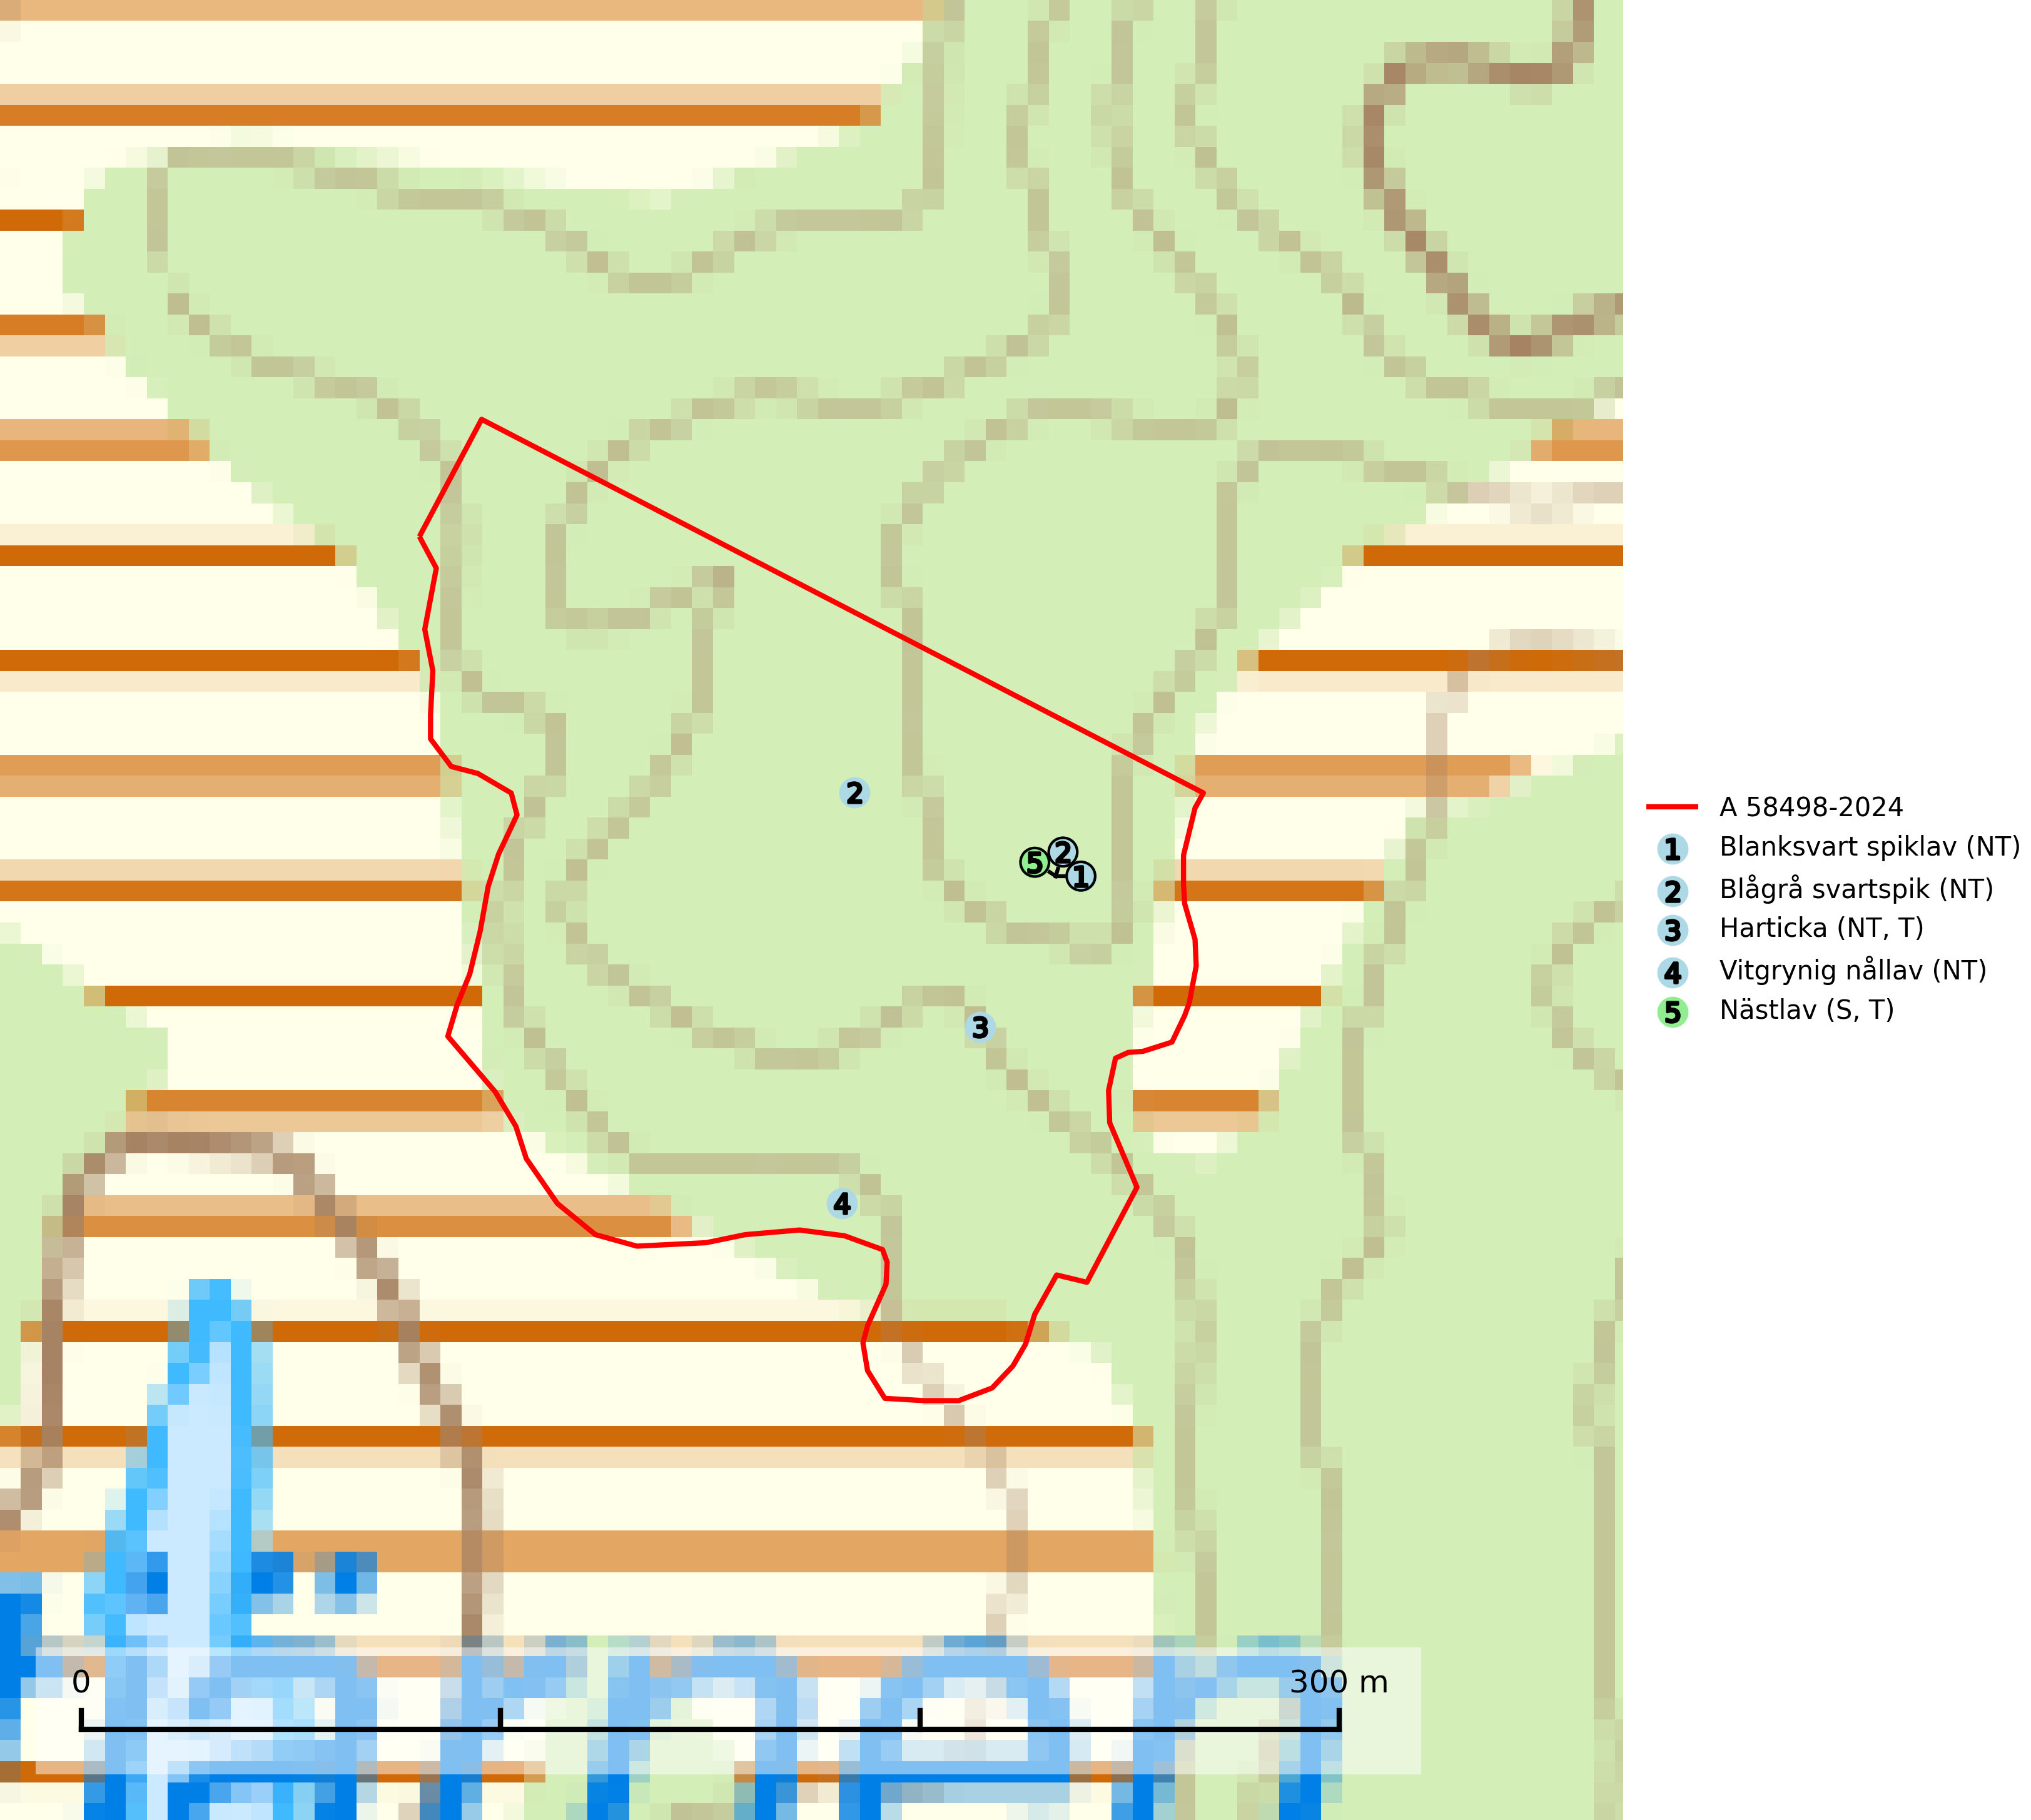 2
2
5
1
3
4
A 58498-2024
1 Blanksvart spiklav (NT)
2 Blågrå svartspik (NT)
3 Harticka (NT, T)
4 Vitgrynig nållav (NT)
5 Nästlav (S, T)
0 300 m